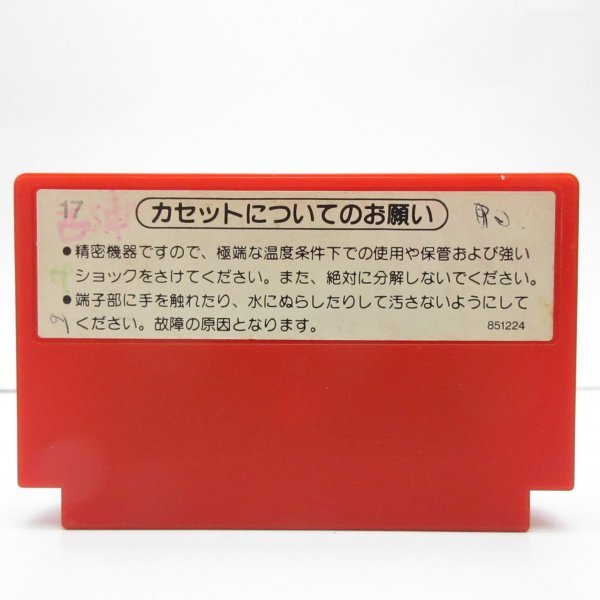 17
カセットについてのお願い
●精密機器ですので、極端な温度条件下での使用や保管および強い
ショックをさけてください。また、絶対に分解しないでください。
●端子部に手を触れたり、水にぬらしたりして汚さないようにして
ください。故障の原因となります。
851224